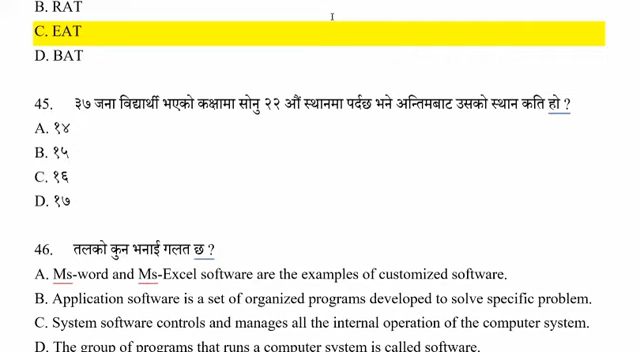 B. RAT
C. EAT
D. BAT
45. ३७ जना विद्यार्थी भएको कक्षामा सोनु २२ औं स्थानमा पर्दछ भने अन्तिमबाट उसको स्थान कति हो ?
A. १४
B. १५
C. १६
D. १७
46. तलको कुन भनाई गलत छ ?
A. Ms-word and Ms-Excel software are the examples of customized software.
B. Application software is a set of organized programs developed to solve specific problem.
C. System software controls and manages all the internal operation of the computer system.
D. The group of programs that runs a computer system is called software.